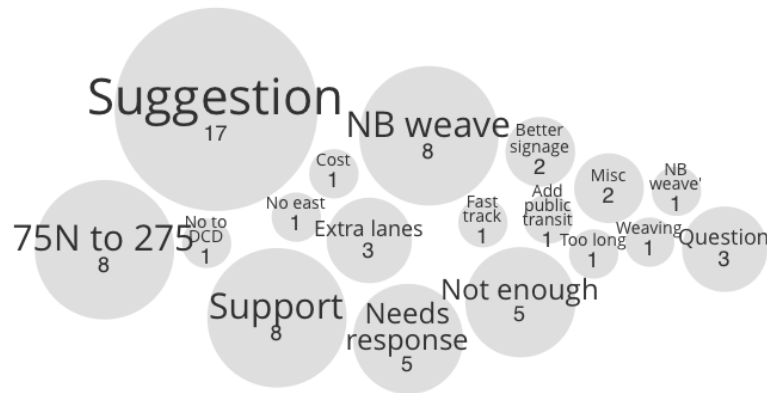 Suggestion
17
NB weave
8
Better
signage
2
Cost
1
Misc
2
NB
weave'
1
No east
1
Fast
track
1
Add
public
transit
1
75N to 275
8
No to
DCD
1
Extra lanes
3
Too long
1
Weaving
1
Question
3
Support
8
Needs
response
5
Not enough
5